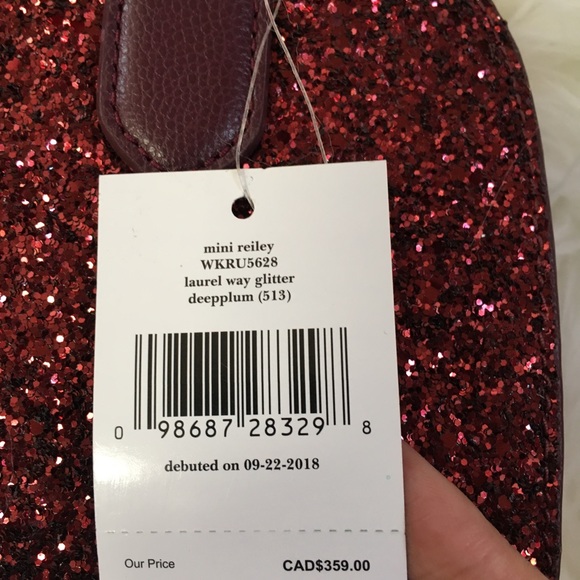 mini reiley
WKRU5628
laurel way glitter
deepplum (513)
0 98687 28329 8
debuted on 09-22-2018
Our Price CAD$359.00